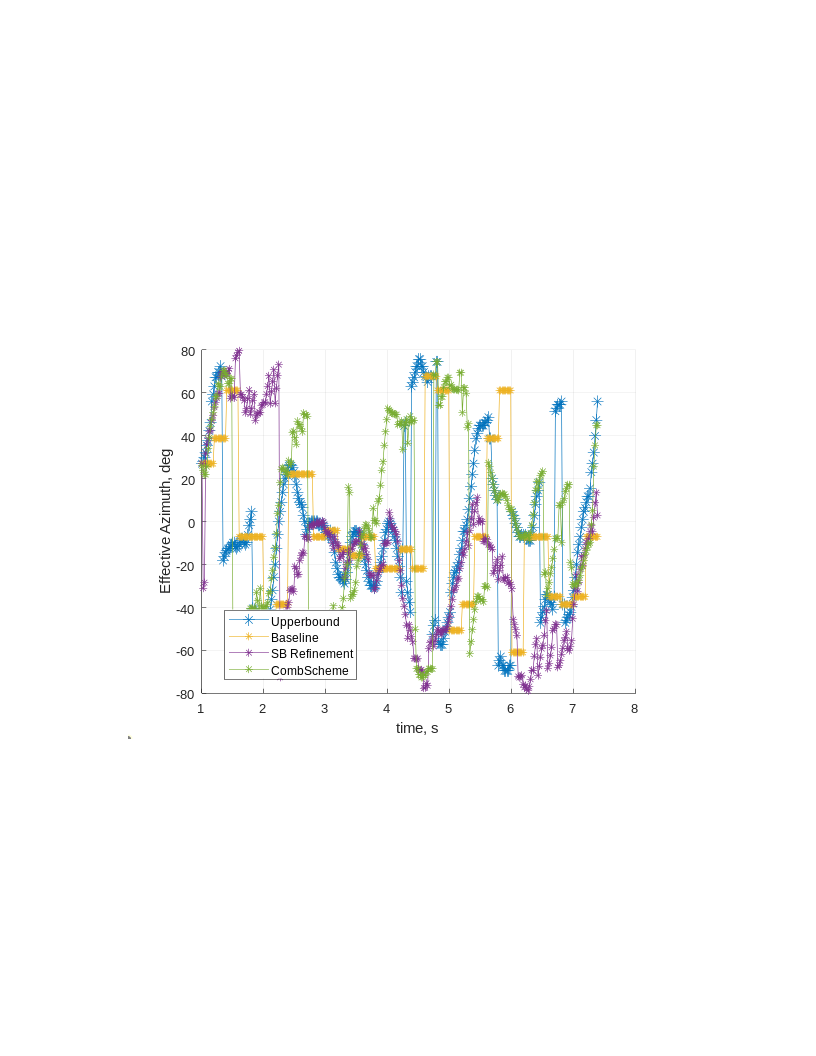 80
60
40
20
0
-20
-40
-60
-80
Effective Azimuth, deg
Upperbound
Baseline
SB Refinement
CombScheme
1 2 3 4 5 6 7 8
time, s